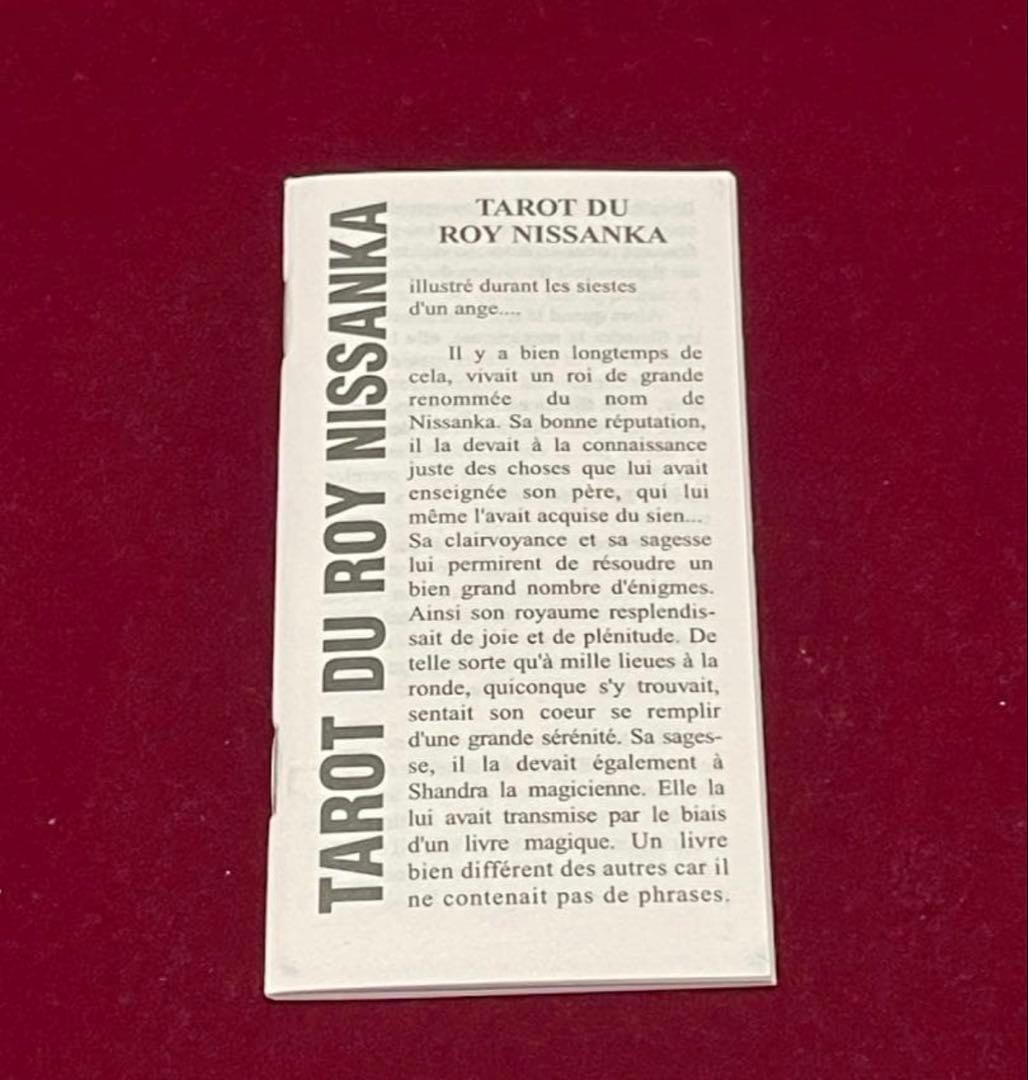 TAROT DU ROY NISSANKA
TAROT DU
ROY NISSANKA
illustré durant les siestes
d'un ange....
Il y a bien longtemps de
cela, vivait un roi de grande
renommée du nom de
Nissanka. Sa bonne réputation,
il la devait à la connaissance
juste des choses que lui avait
enseignée son père, qui lui
même l'avait acquise du sien...
Sa clairvoyance et sa sagesse
lui permirent de résoudre un
bien grand nombre d'énigmes.
Ainsi son royaume resplendis-
sait de joie et de plénitude. De
telle sorte qu'à mille lieues à la
ronde, quiconque s'y trouvait,
sentait son coeur se remplir
d'une grande sérénité. Sa sages-
se, il la devait également à
Shandra la magicienne. Elle la
lui avait transmise par le biais
d'un livre magique. Un livre
bien différent des autres car il
ne contenait pas de phrases.